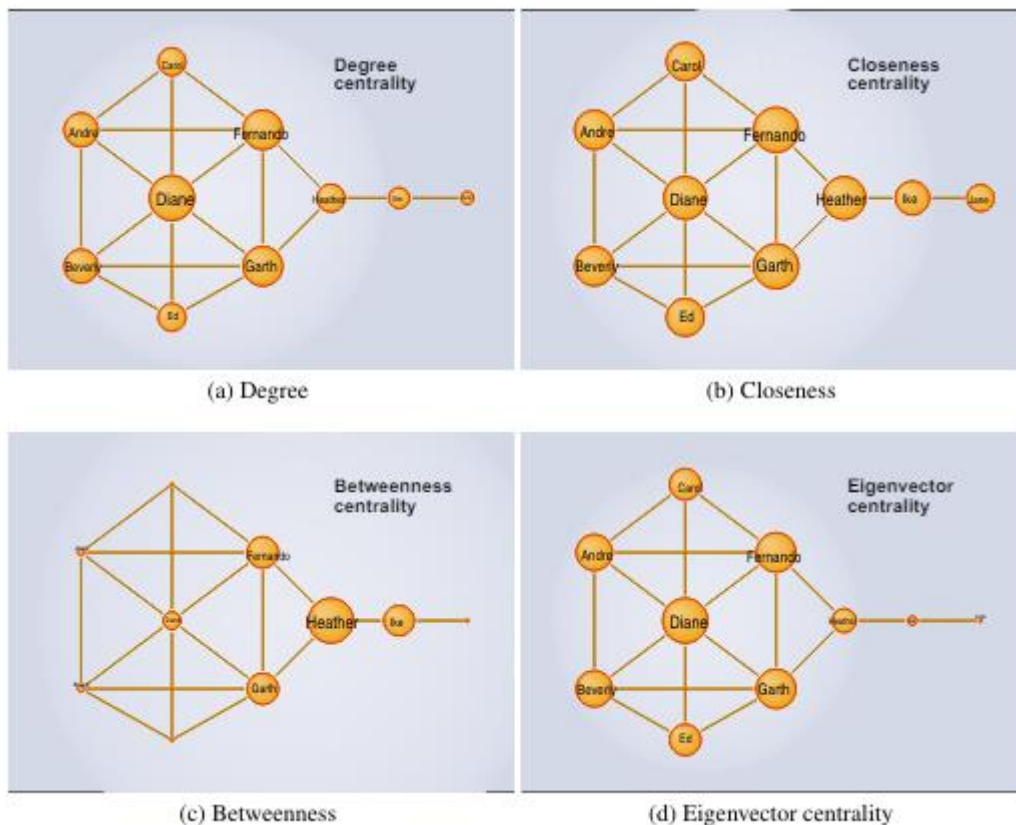 Carol
Degree
centrality
Andre
Fernando
Diane
Heather
Beverly
Garth
Ed
(a) Degree
Carol
Closeness
centrality
Andre
Fernando
Diane
Heather
Ike
Jane
Beverly
Garth
Ed
(b) Closeness
Betweenness
centrality
Fernando
Heather
Ike
Garth
(c) Betweenness
Carol
Eigenvector
centrality
Andre
Fernando
Diane
Heather
Beverly
Garth
Ed
(d) Eigenvector centrality